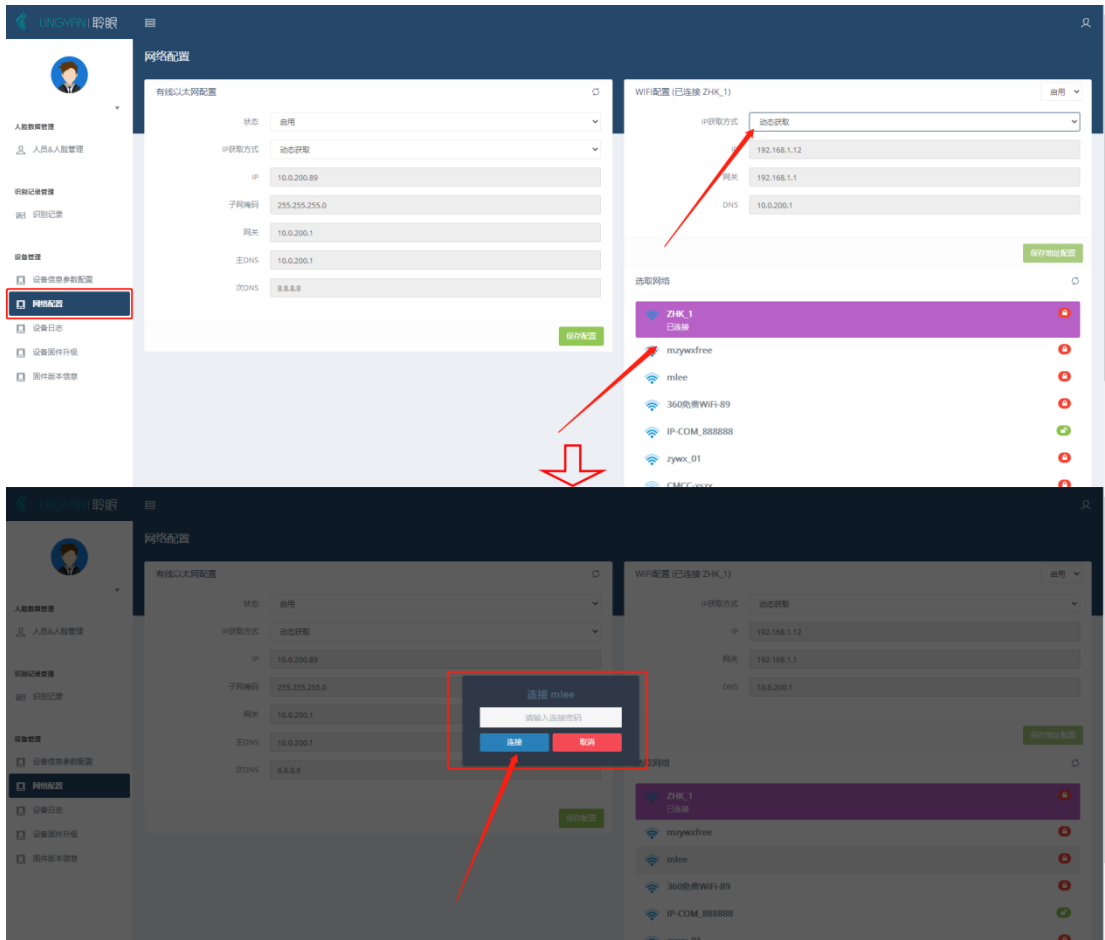 LINGYAN|聆眼
网络配置
人脸数据管理
人员&人脸管理
识别记录管理
识别记录
设备管理
设备信息参数配置
网络配置
设备日志
设备固件升级
固件版本信息
有线以太网配置
状态 启用
IP获取方式 动态获取
IP 10.0.200.89
子网掩码 255.255.255.0
网关 10.0.200.1
主DNS 10.0.200.1
次DNS 8.8.8.8
保存配置
WIFI配置 (已连接 ZHK_1) 启用
IP获取方式 动态获取
IP 192.168.1.12
网关 192.168.1.1
DNS 10.0.200.1
保存地址配置
选取网络
ZHK_1
已连接
mzywxfree
mlee
360免费WiFi-89
IP-COM_888888
zywx_01
LINGYAN|聆眼
网络配置
人脸数据管理
人员&人脸管理
识别记录管理
识别记录
设备管理
设备信息参数配置
网络配置
设备日志
设备固件升级
固件版本信息
有线以太网配置
状态 启用
IP获取方式 动态获取
IP 10.0.200.89
子网掩码 255.255.255.0
网关 10.0.200.1
主DNS 10.0.200.1
次DNS 8.8.8.8
保存配置
连接 mlee
请输入连接密码
连接 取消
WIFI配置 (已连接 ZHK_1) 启用
IP获取方式 动态获取
IP 192.168.1.12
网关 192.168.1.1
DNS 10.0.200.1
保存地址配置
选取网络
ZHK_1
已连接
mzywxfree
mlee
360免费WiFi-89
IP-COM_888888